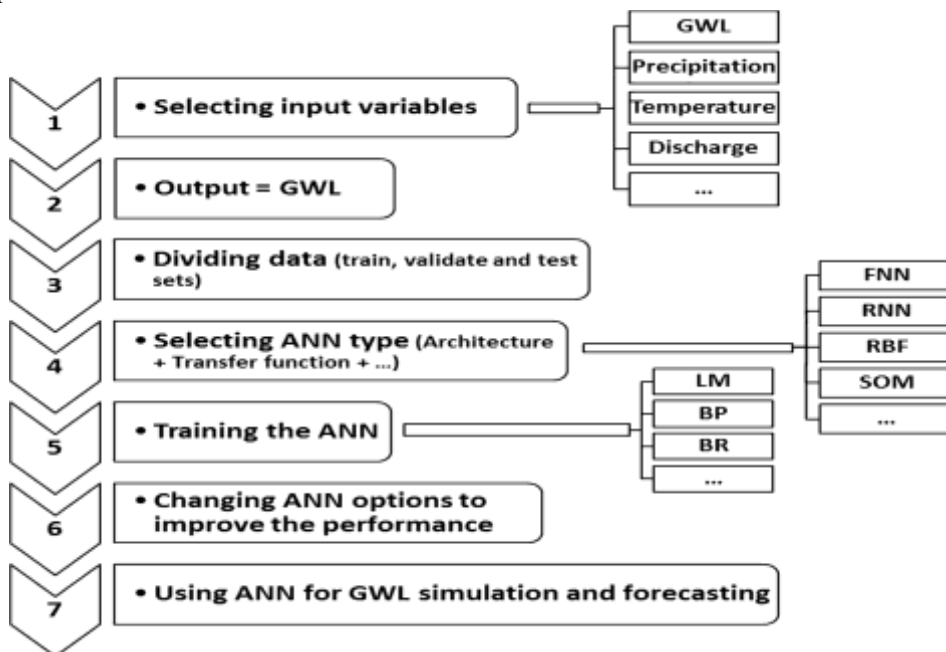 1
• Selecting input variables
GWL
Precipitation
Temperature
Discharge
...
2
• Output = GWL
3
• Dividing data (train, validate and test
sets)
4
• Selecting ANN type (Architecture
+ Transfer function + ...)
FNN
RNN
RBF
SOM
...
5
• Training the ANN
LM
BP
BR
...
6
• Changing ANN options to
improve the performance
7
• Using ANN for GWL simulation and forecasting